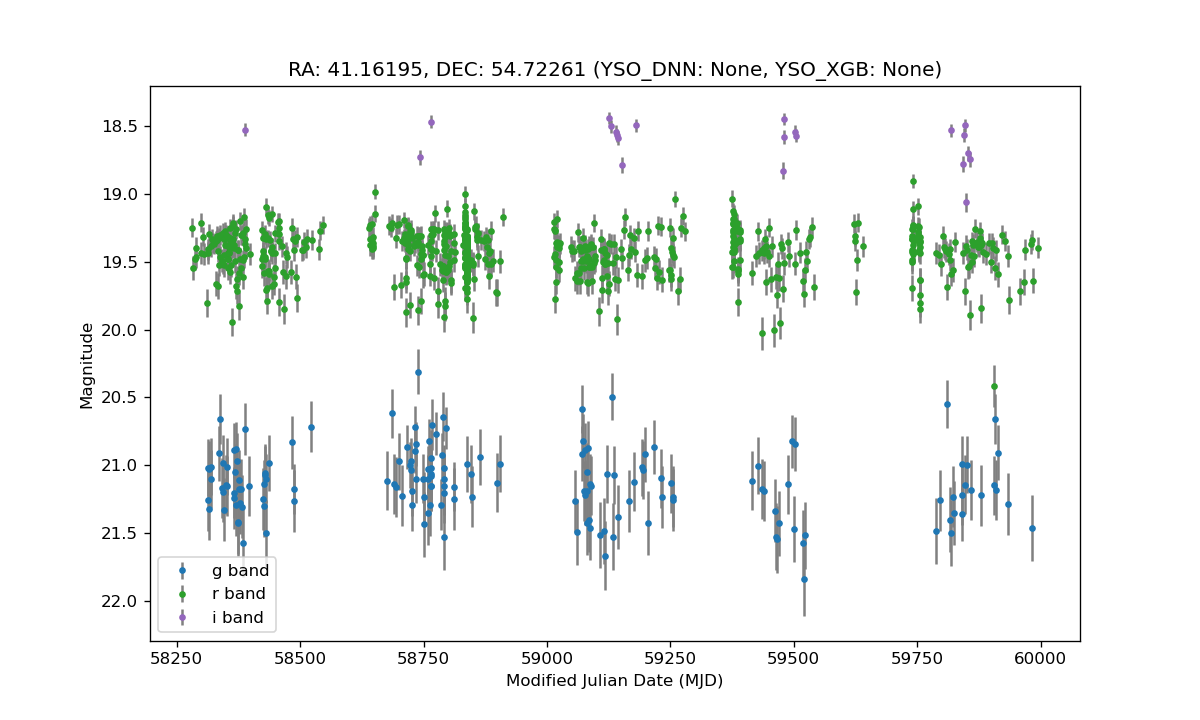 RA: 41.16195, DEC: 54.72261 (YSO_DNN: None, YSO_XGB: None)
Magnitude
18.5
19.0
19.5
20.0
20.5
21.0
21.5
22.0
g band
r band
i band
58250 58500 58750 59000 59250 59500 59750 60000
Modified Julian Date (MJD)